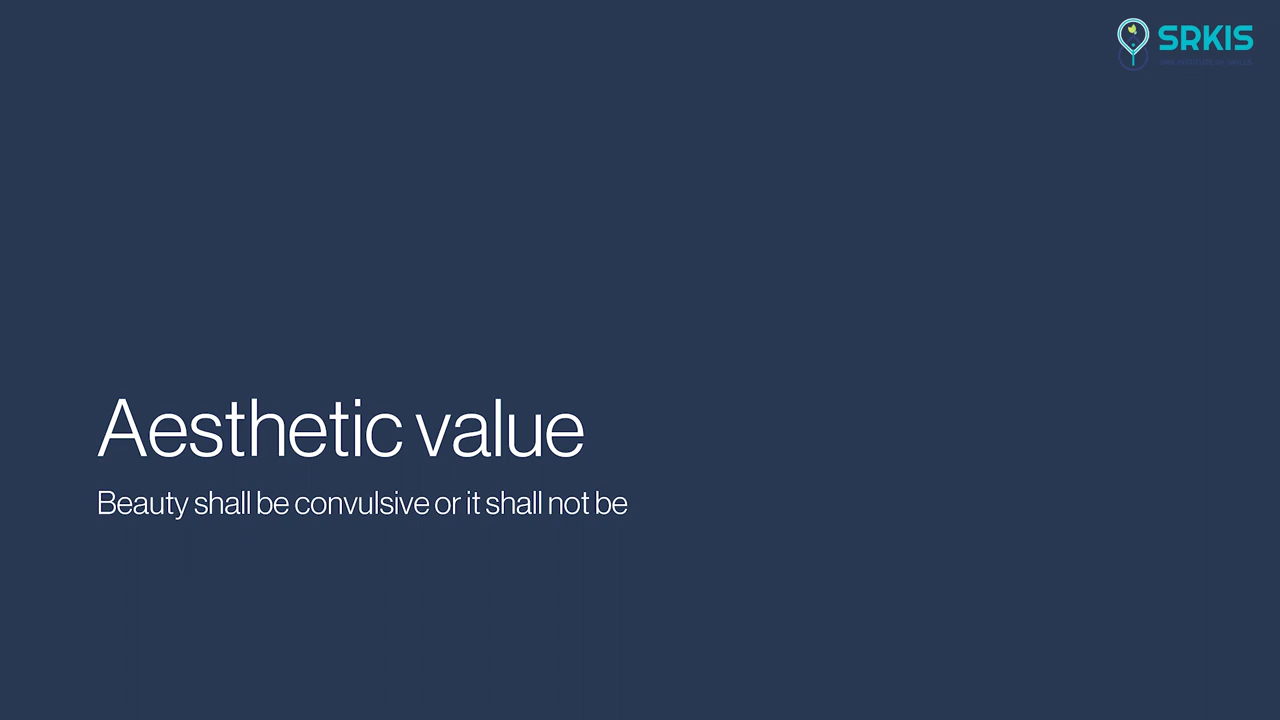 SRKIS
Aesthetic value
Beauty shall be convulsive or it shall not be